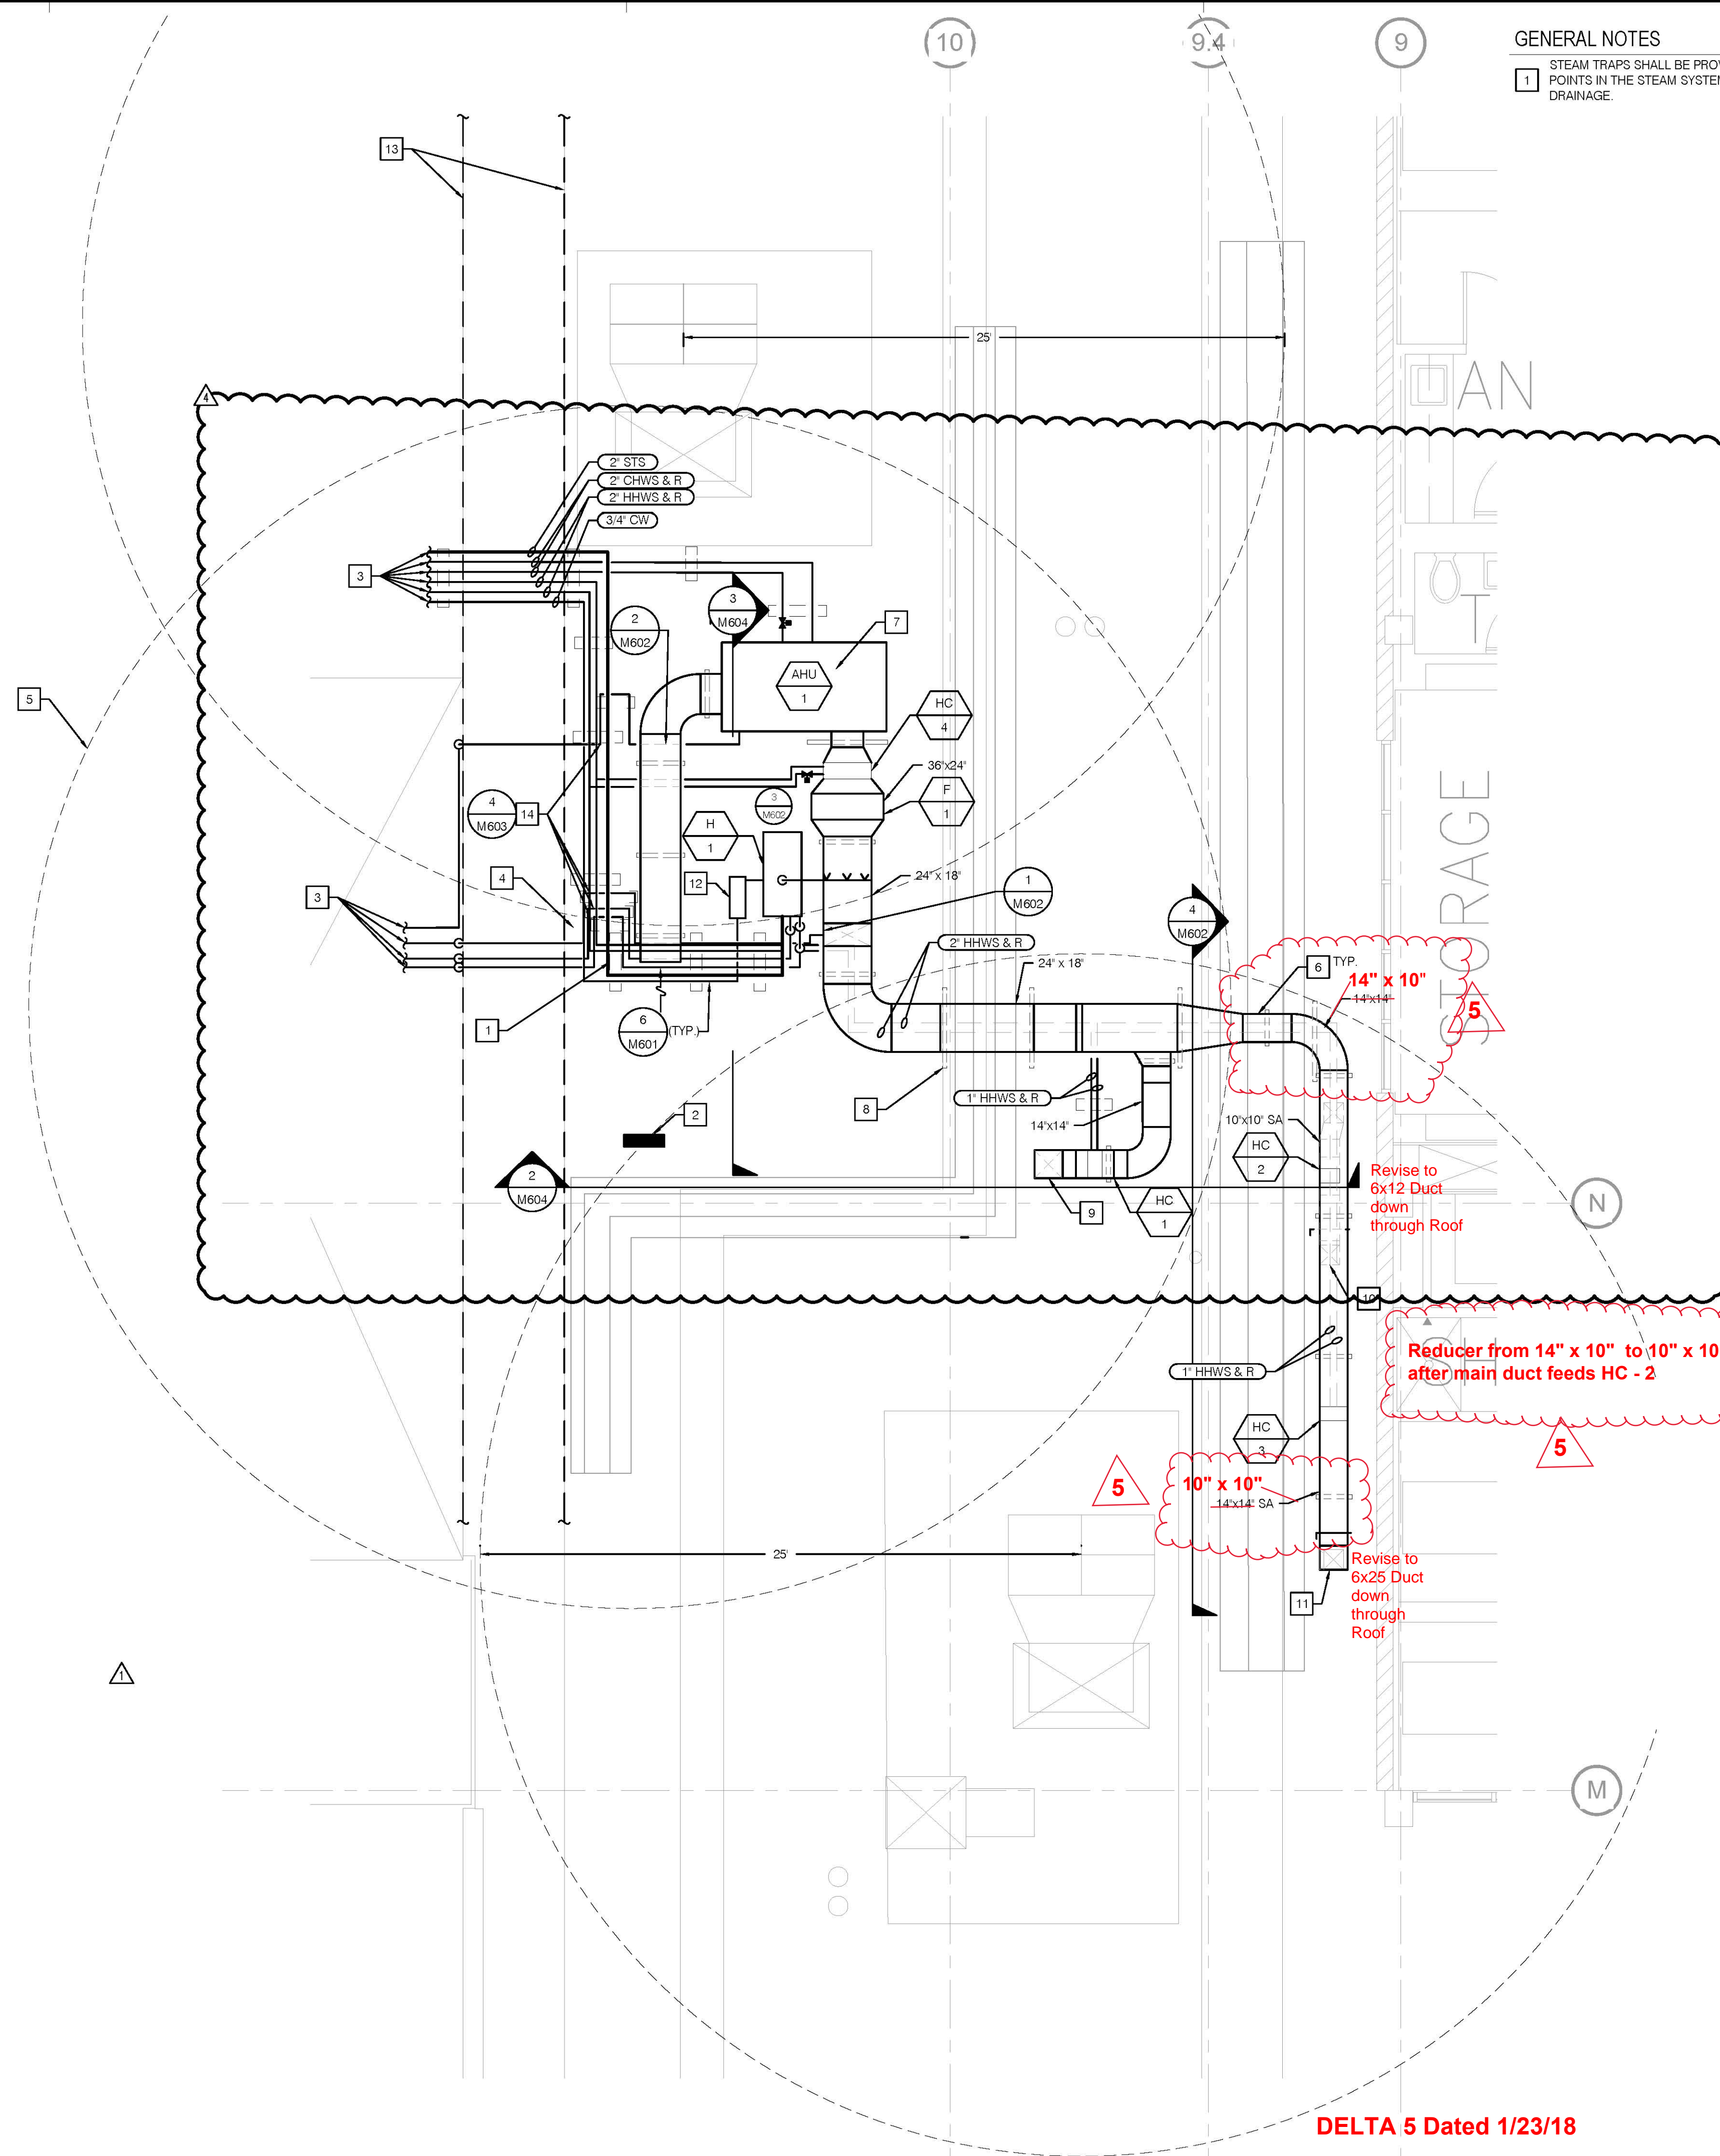 10
9.4
9
GENERAL NOTES
1
STEAM TRAPS SHALL BE
POINTS IN THE STEAM
DRAINAGE.
13
25'
4
AN
2" STS
2" CHWS & R
2" HHWS & R
3/4" CW
3
3
M604
2
M602
7
AHU
1
T
5
HC
4
36"x24"
F
1
3
M602
4
M603
14
H
1
STORAGE
12
4
3
24" x 18"
1
M602
4
M602
2" HHWS & R
24" x 18"
6
TYP.
14" x 10"
14"x14"
5
1
6
M601
(TYP.)
8
1" HHWS & R
14"x14"
2
10"x10" SA
HC
2
Revise to
6x12 Duct
down
through Roof
2
M604
9
HC
1
N
10
Reducer from 14" x 10" to 10" x 10
after main duct feeds HC - 2
1" HHWS & R
HC
3
5
5
10" x 10"
14"x14" SA
25'
Revise to
6x25 Duct
down
through
Roof
11
1
M
DELTA 5 Dated 1/23/18